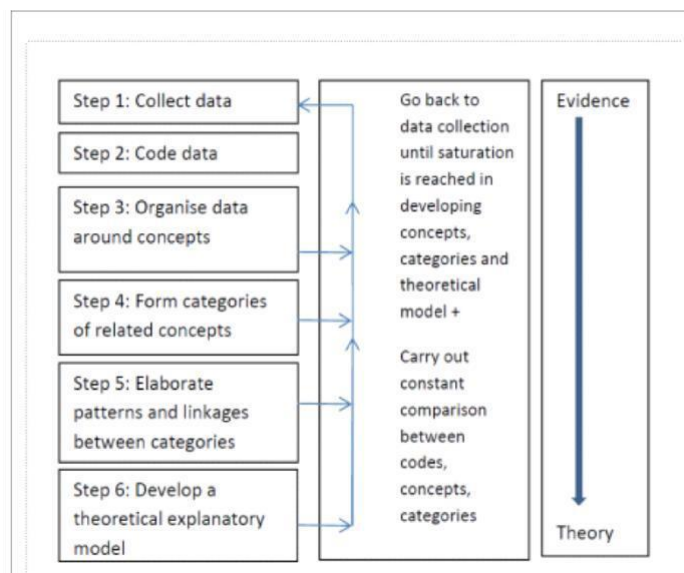 Step 1: Collect data
Step 2: Code data
Step 3: Organise data
around concepts
Step 4: Form categories
of related concepts
Step 5: Elaborate
patterns and linkages
between categories
Step 6: Develop a
theoretical explanatory
model
Go back to
data collection
until saturation
is reached in
developing
concepts,
categories and
theoretical
model +
Carry out
constant
comparison
between
codes,
concepts,
categories
Evidence
Theory